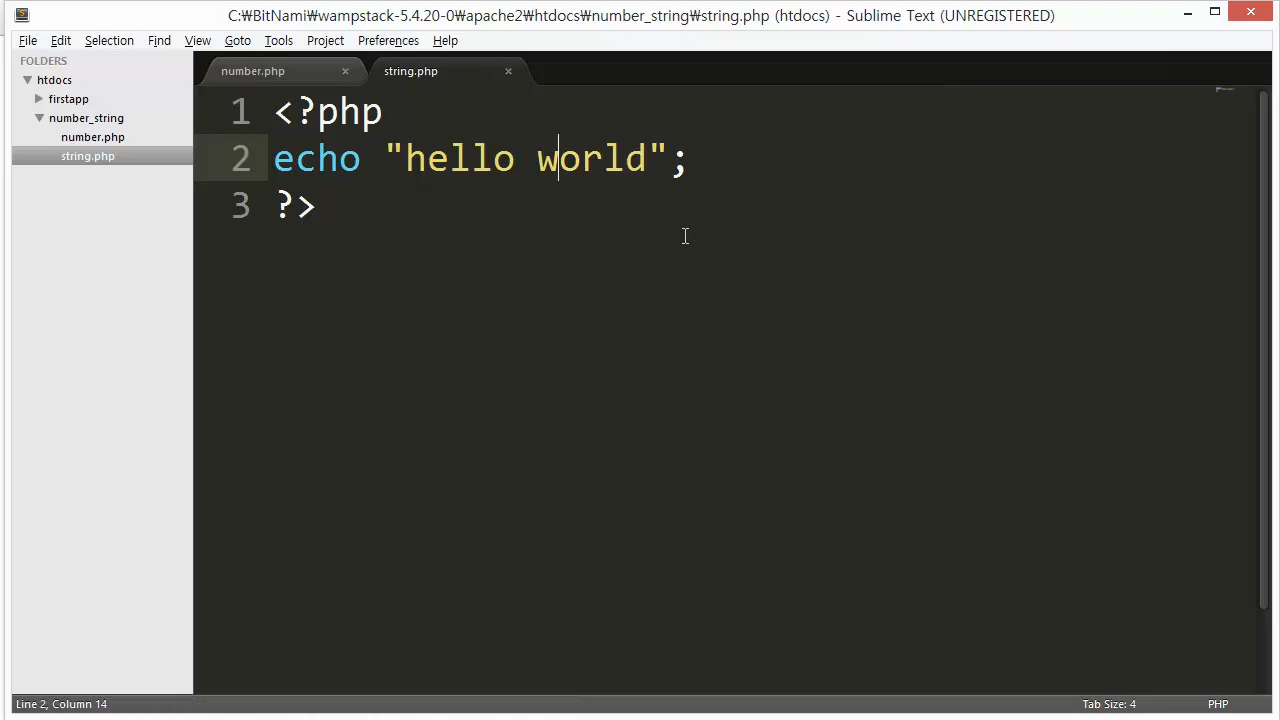 C:₩BitNami₩wampstack-5.4.20-0₩apache2₩htdocs₩number_string₩string.php (htdocs) - Sublime Text (UNREGISTERED)
File Edit Selection Find View Goto Tools Project Preferences Help
FOLDERS
htdocs
firstapp
number_string
number.php
string.php
number.php × string.php ×
1 <?php
2 echo "hello world";
3 ?>
Line 2, Column 14 Tab Size: 4 PHP